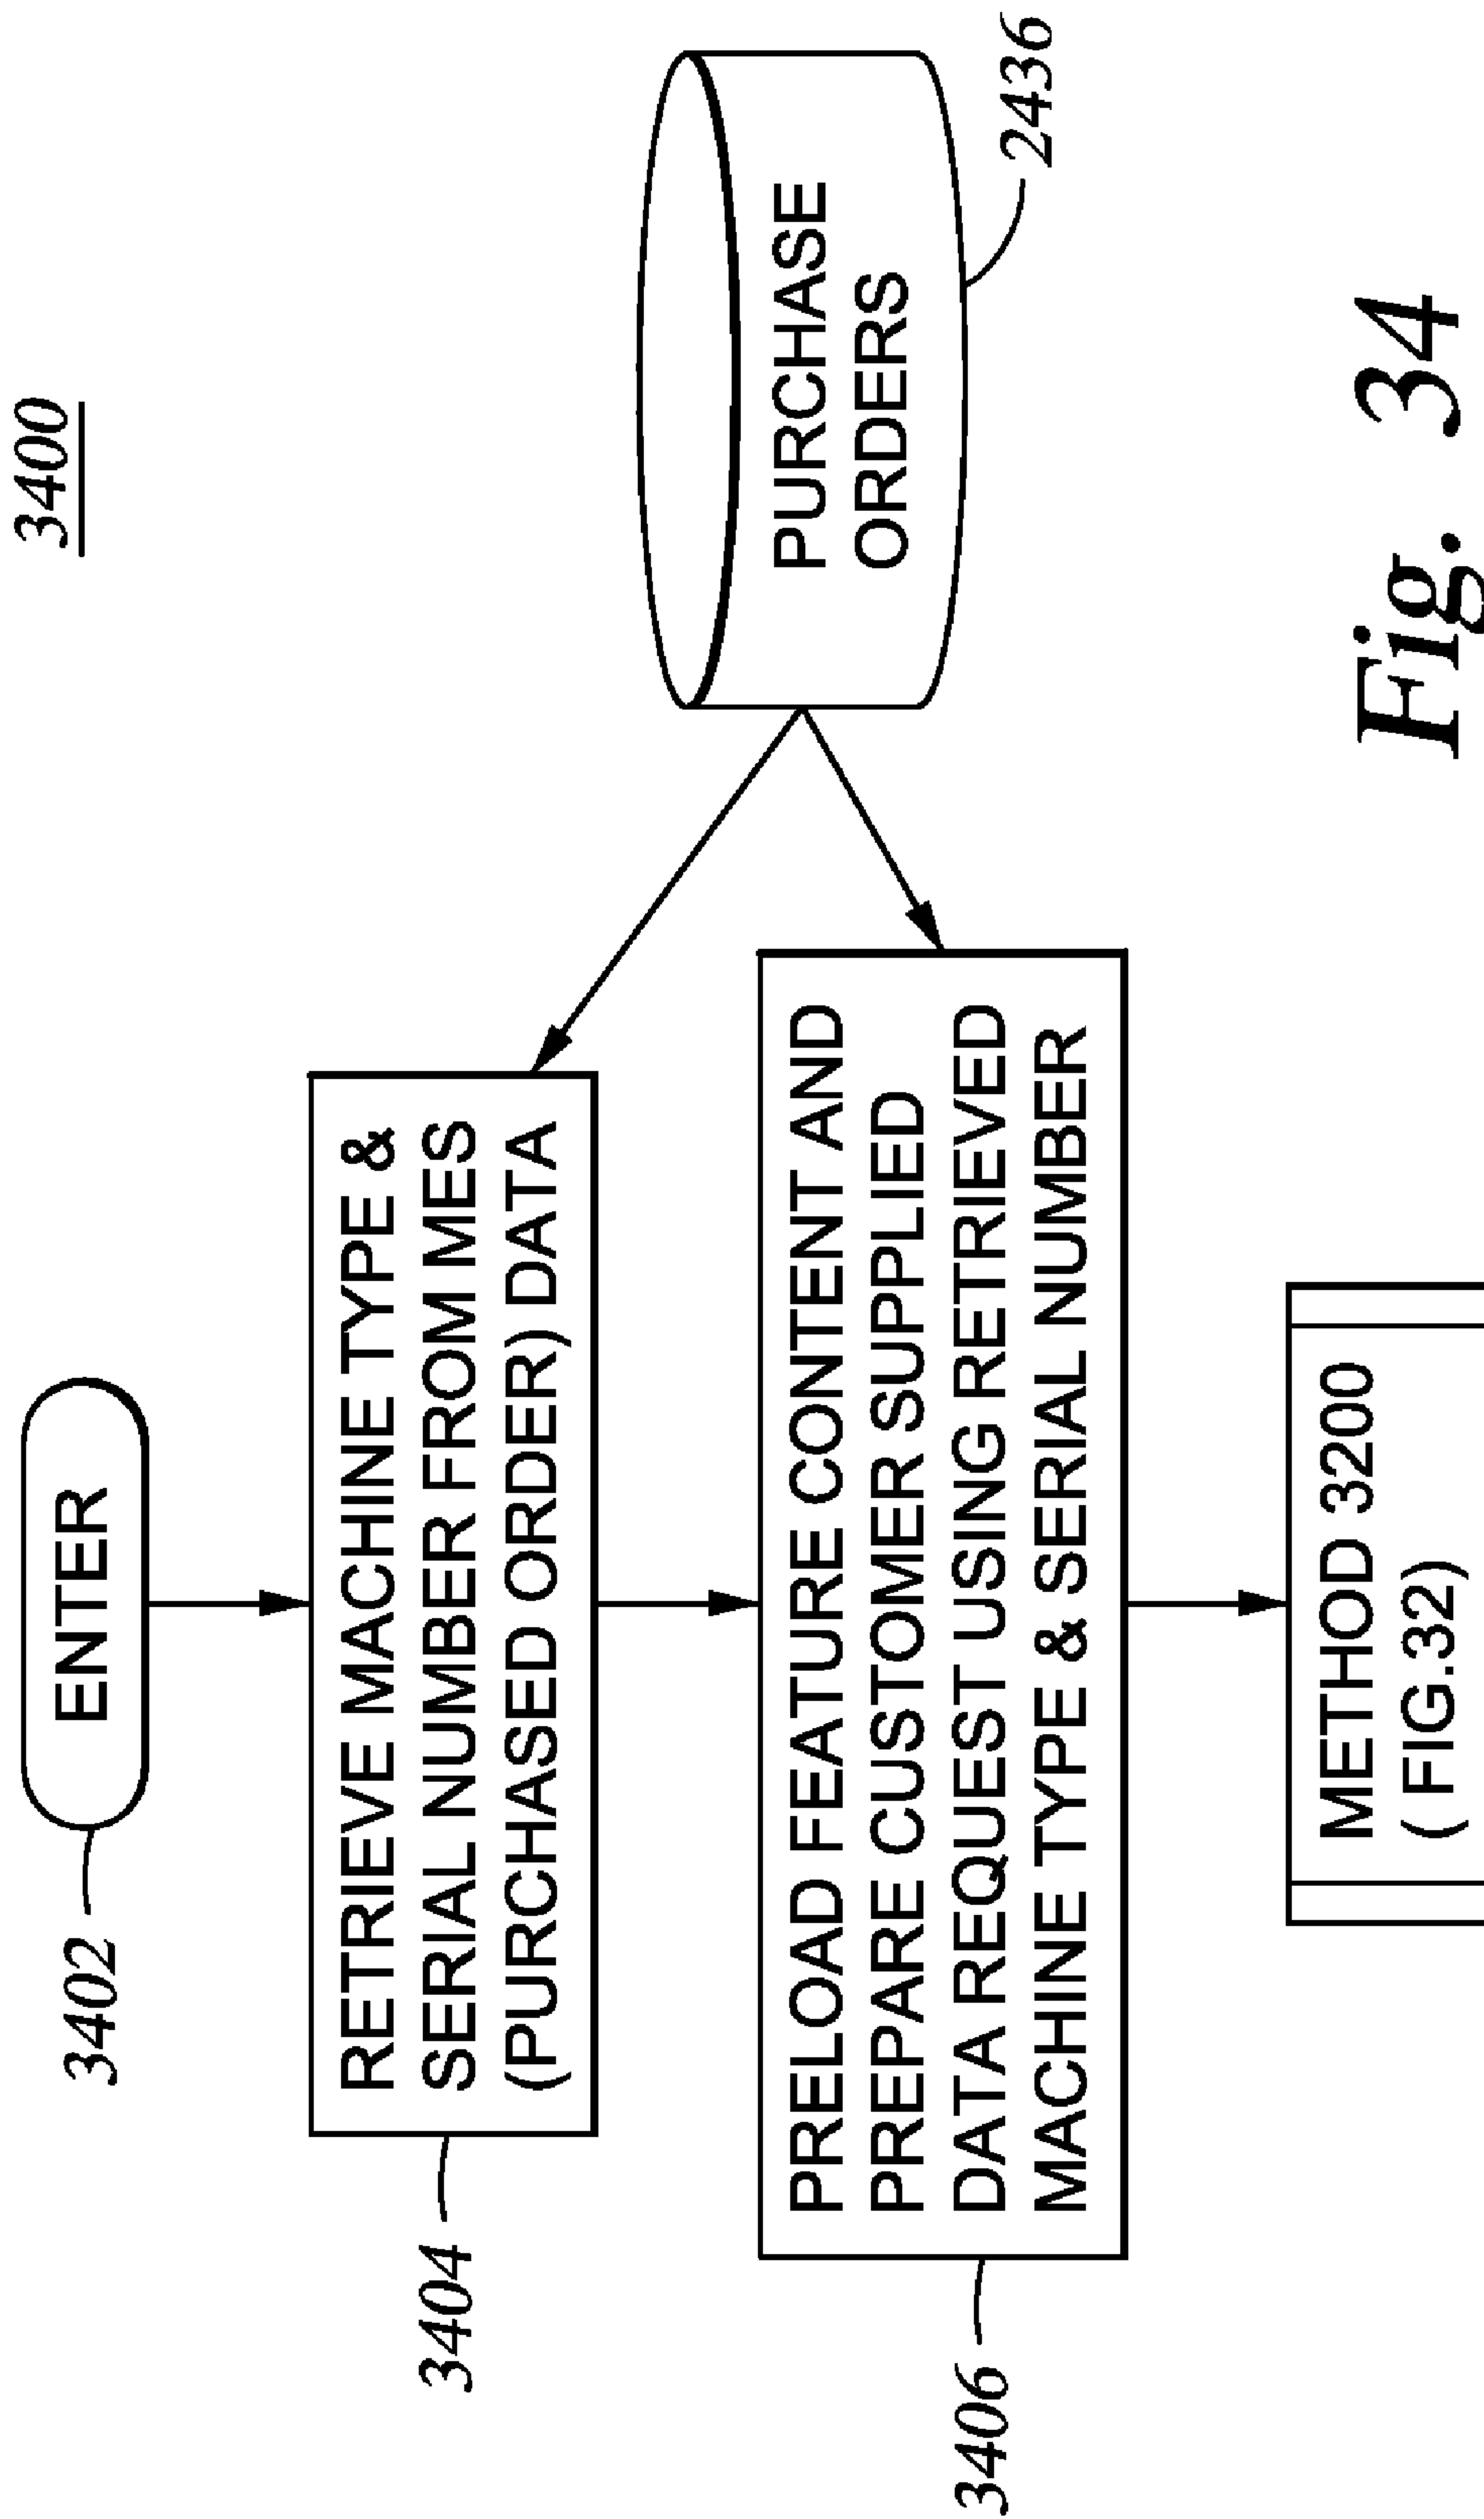 3400
3402
ENTER
3404
RETRIEVE MACHINE TYPE &
SERIAL NUMBER FROM MES
(PURCHASED ORDER) DATA
PURCHASE
ORDERS
2436
3406
PRELOAD FEATURE CONTENT AND
PREPARE CUSTOMER SUPPLIED
DATA REQUEST USING RETRIEVED
MACHINE TYPE & SERIAL NUMBER
METHOD 3200
( FIG.32)
Fig. 34